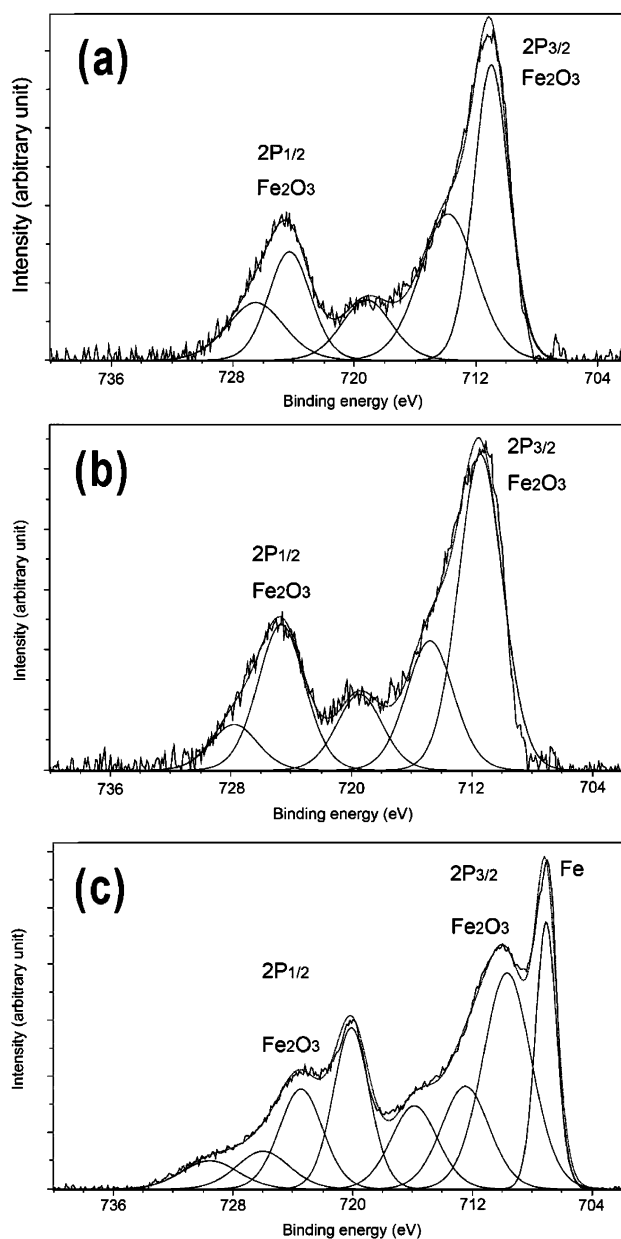 (a)
2P3/2
Fe2O3
2P1/2
Fe2O3
Intensity (arbitrary unit)
736 728 720 712 704
Binding energy (eV)
(b)
2P3/2
Fe2O3
2P1/2
Fe2O3
Intensity (arbitrary unit)
736 728 720 712 704
Binding energy (eV)
(c)
2P3/2 Fe
Fe2O3
2P1/2
Fe2O3
Intensity (arbitrary unit)
736 728 720 712 704
Binding energy (eV)